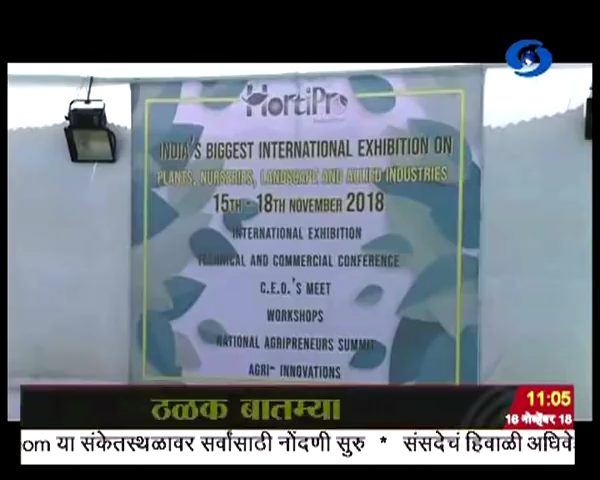 HortiPro
INDIA'S BIGGEST INTERNATIONAL EXHIBITION ON
PLANTS, NURSERIES, LANDSCAPE AND ALLIED INDUSTRIES
15TH - 18TH NOVEMBER 2018
INTERNATIONAL EXHIBITION
TECHNICAL AND COMMERCIAL CONFERENCE
C.E.O.'S MEET
WORKSHOPS
NATIONAL AGRIPRENEURS SUMMIT
AGRI- INNOVATIONS
ठळक बातम्या
11:05
16 नोव्हेंबर 18
om या संकेतस्थळावर सर्वांसाठी नोंदणी सुरु * संसदेचं हिवाळी अधिवे